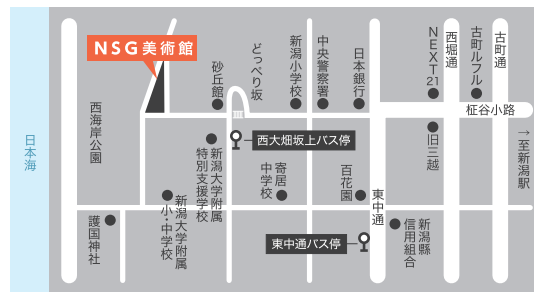 NSG美術館
日本海
西海岸公園
砂丘館
どっぺり坂
新潟小学校
中央警察署
日本銀行
NEXT21
西堀通
古町ルフル
古町通
柾谷小路
旧三越
→至新潟駅
西大畑坂上バス停
新潟大学附属
特別支援学校
寄居
中学校
百花園
東中通
新潟大学附属
小・中学校
護国神社
東中通バス停
新潟縣
信用組合